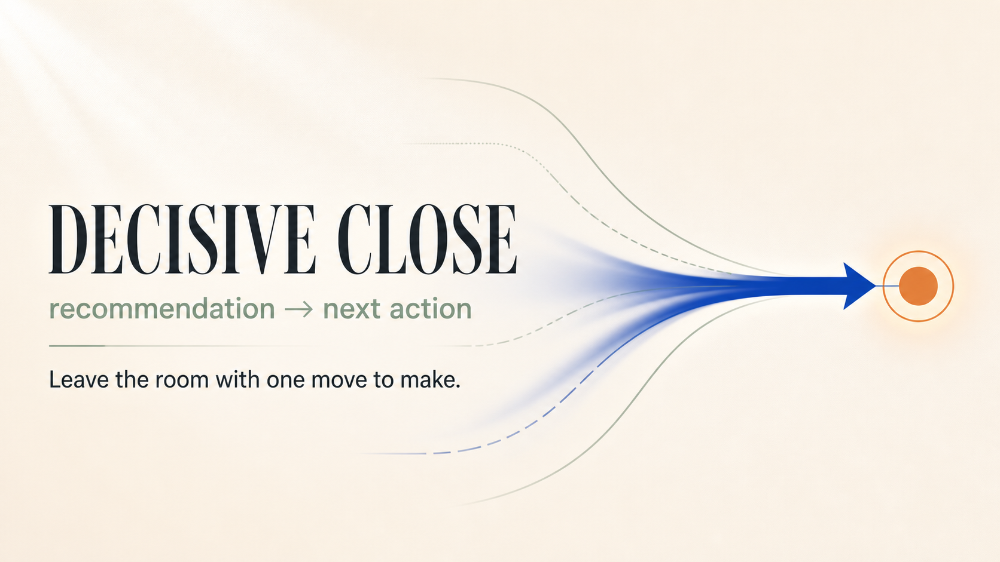 DECISIVE CLOSE
recommendation → next action
Leave the room with one move to make.